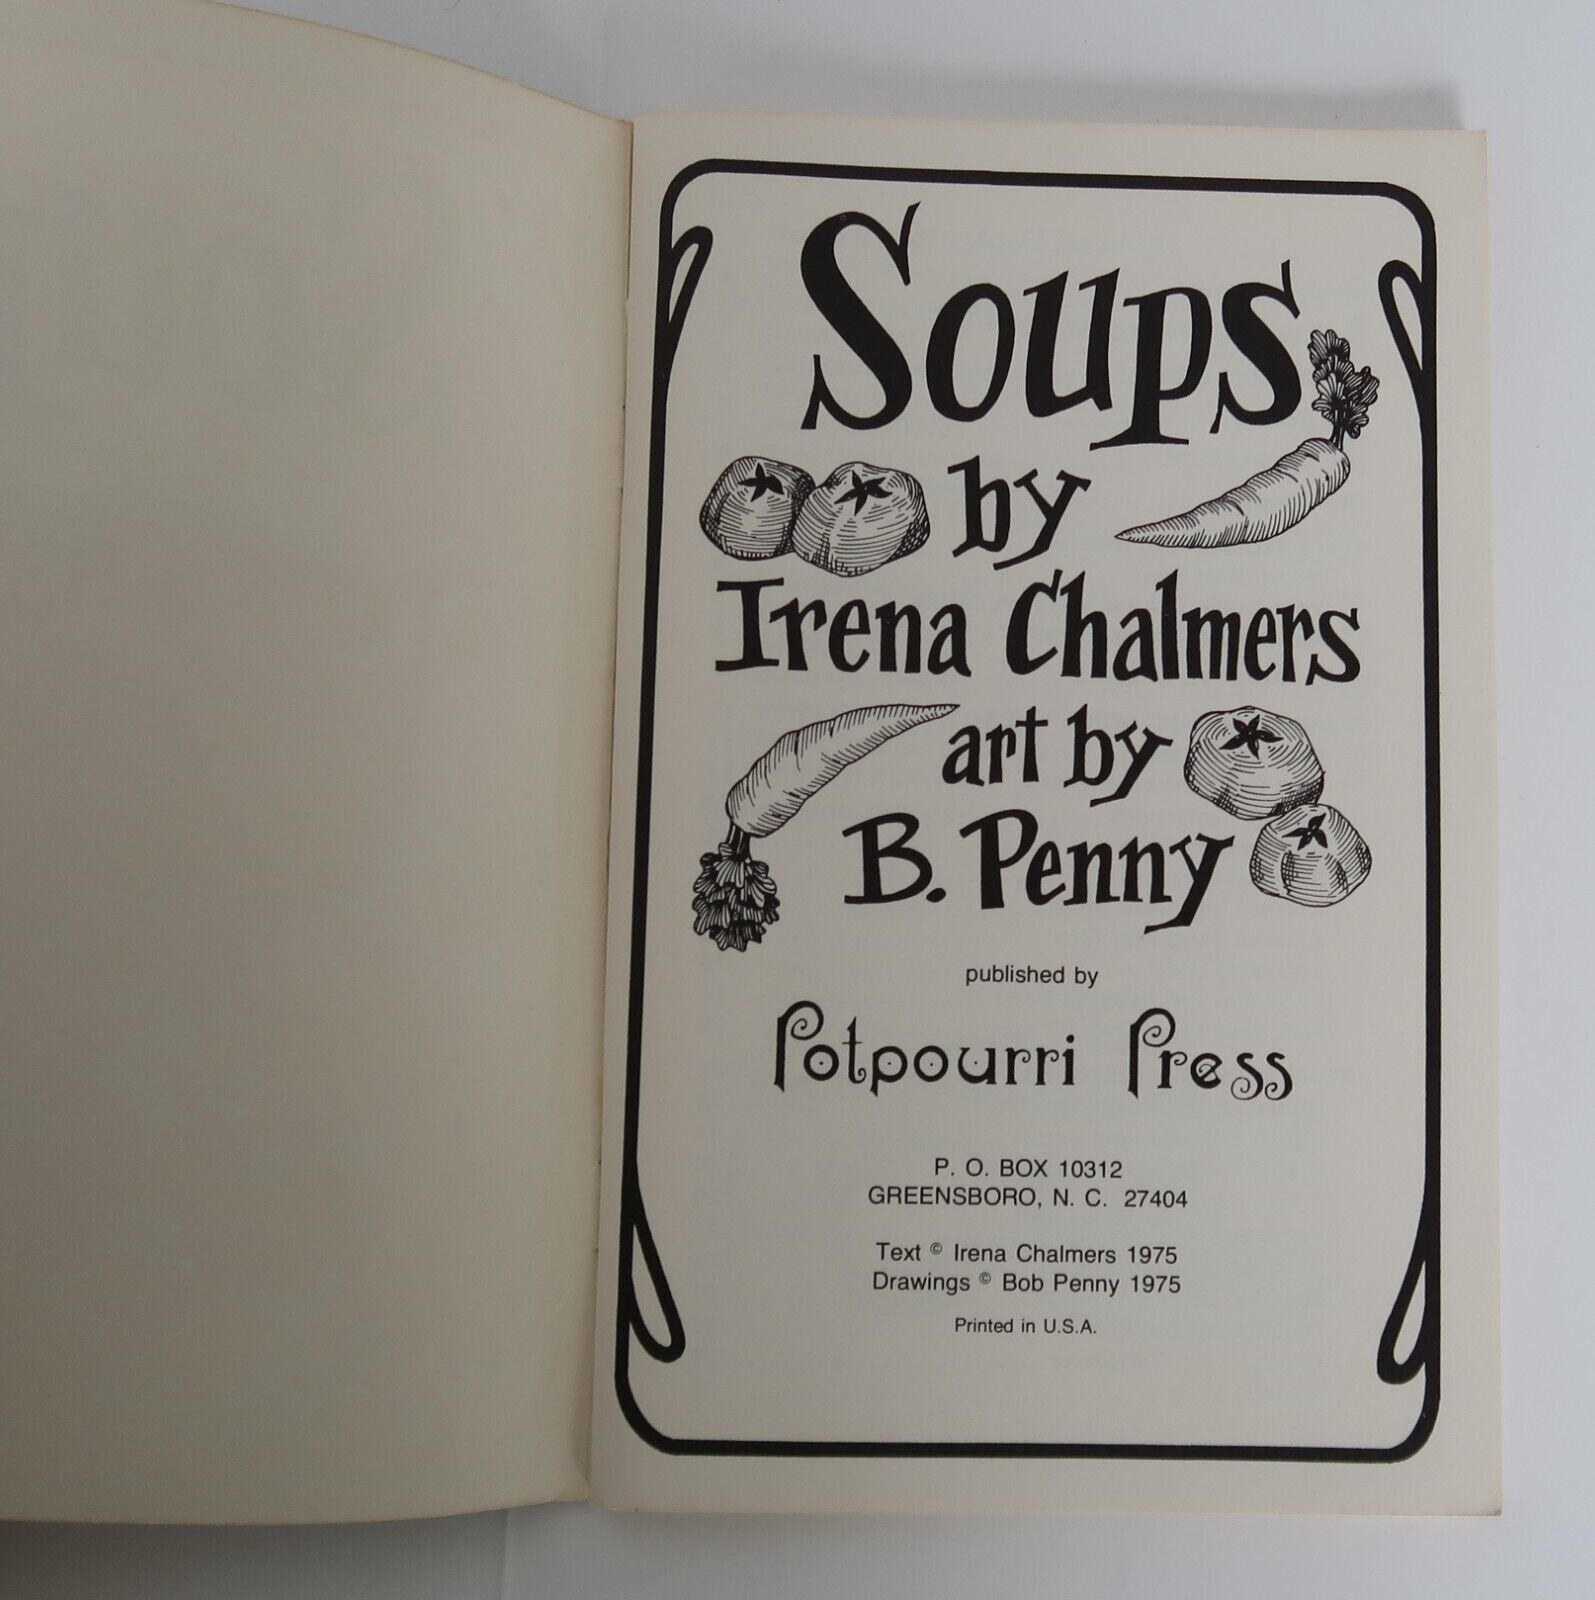 Soups
by
Irena Chalmers
art by
B. Penny
published by
Potpourri Press
P. O. BOX 10312
GREENSBORO, N. C. 27404
Text © Irena Chalmers 1975
Drawings © Bob Penny 1975
Printed in U.S.A.